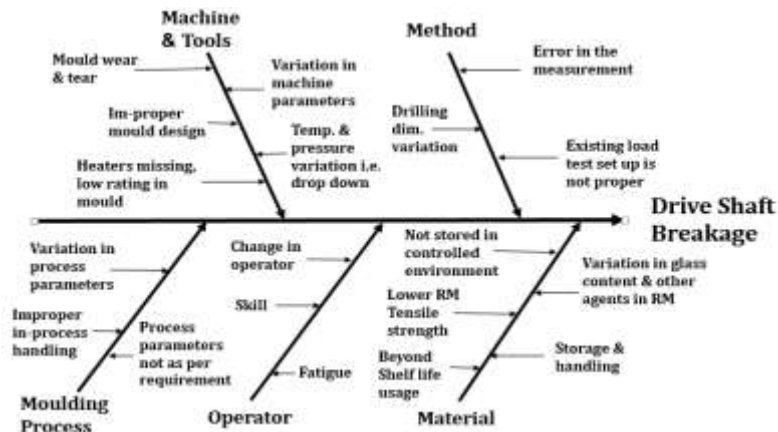 Machine
& Tools
Method
Mould wear
& tear
Variation in
machine
parameters
Error in the
measurement
Im-proper
mould design
Drilling
dim.
variation
Temp. &
pressure
variation i.e.
drop down
Existing load
test set up is
not proper
Heaters missing,
low rating in
mould
Drive Shaft
Breakage
Variation in
process
parameters
Change in
operator
Not stored in
controlled
environment
Variation in glass
content & other
agents in RM
Improper
in-process
handling
Skill
Lower RM
Tensile
strength
Process
parameters
not as per
requirement
Storage &
handling
Fatigue
Beyond
Shelf life
usage
Moulding
Process
Operator
Material